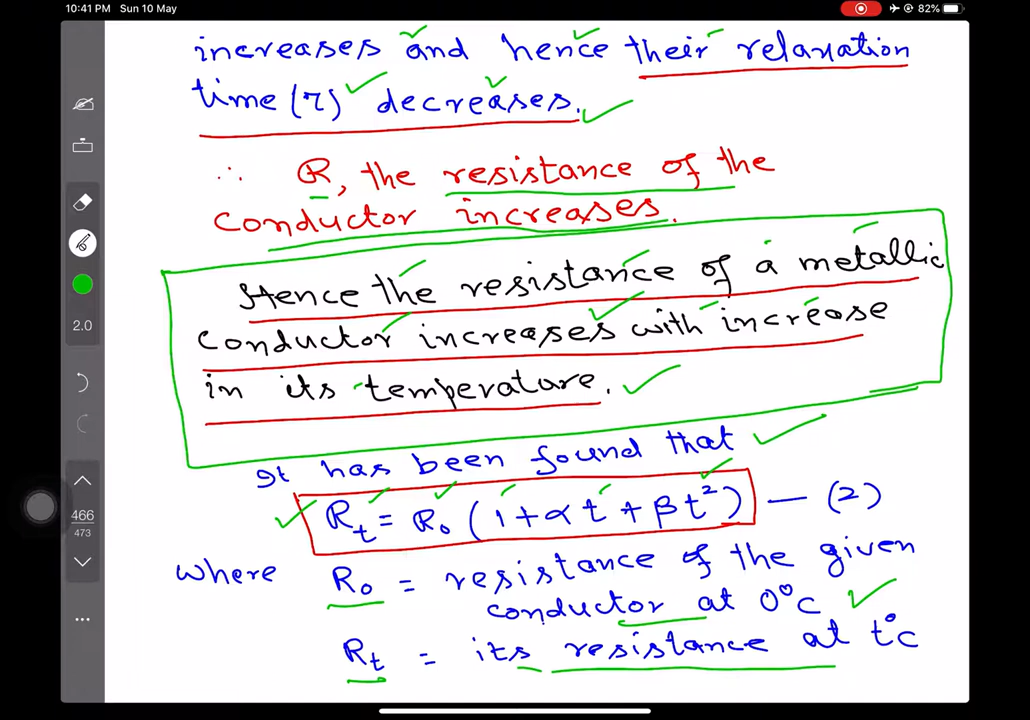 10:41 PM Sun 10 May
82%
increases and hence their relaxation
time (τ) decreases.
∴ R, the resistance of the
conductor increases.
Hence the resistance of a metallic
conductor increases with increase
in its temperature.
It has been found that
Rt = R₀ (1 + αt + βt²) — (2)
where R₀ = resistance of the given
conductor at 0°c
Rt = its resistance at t°c
2.0
466
473